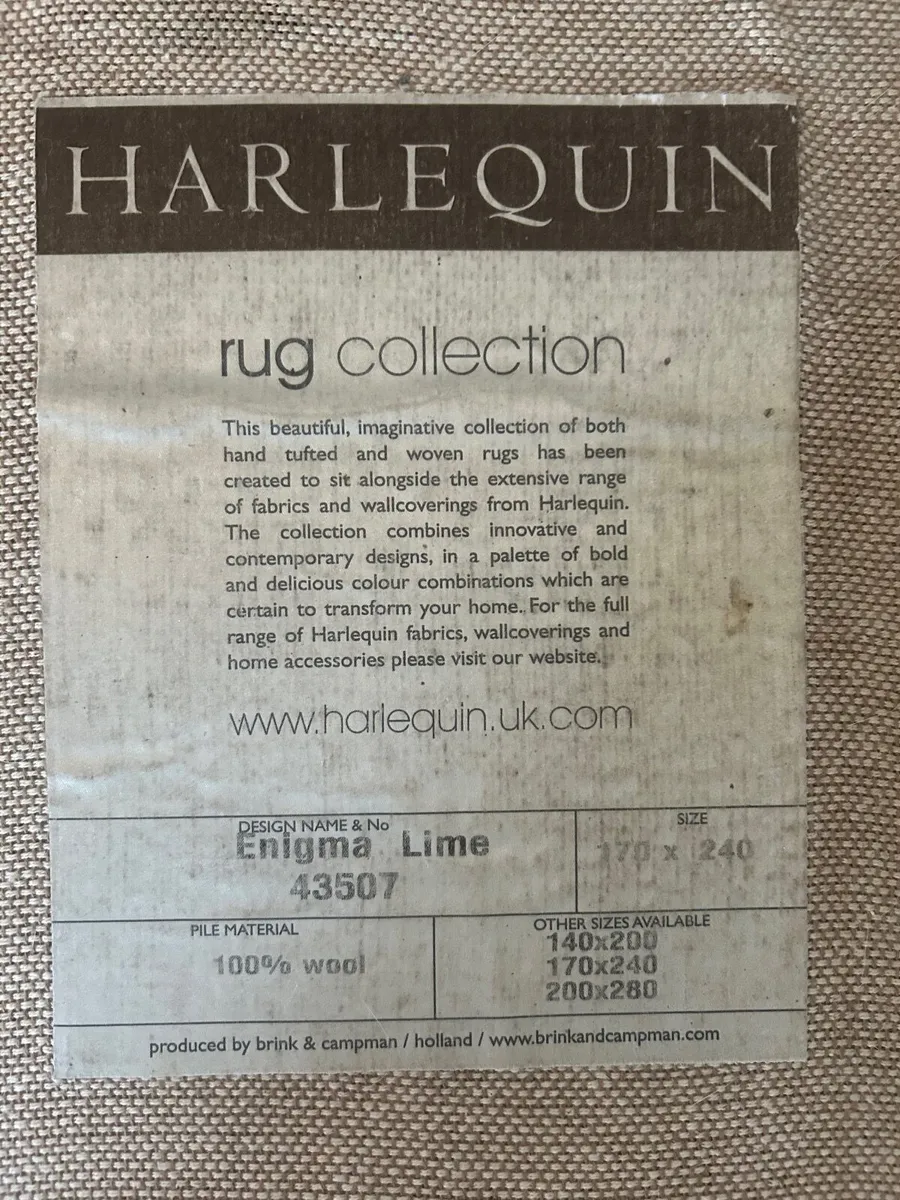 HARLEQUIN
rug collection
This beautiful, imaginative collection of both
hand tufted and woven rugs has been
created to sit alongside the extensive range
of fabrics and wallcoverings from Harlequin.
The collection combines innovative and
contemporary designs, in a palette of bold
and delicious colour combinations which are
certain to transform your home. For the full
range of Harlequin fabrics, wallcoverings and
home accessories please visit our website.
www.harlequin.uk.com
DESIGN NAME & No
Enigma Lime
43507
SIZE
170 x 240
PILE MATERIAL
100% wool
OTHER SIZES AVAILABLE
140x200
170x240
200x280
produced by brink & campman / holland / www.brinkandcampman.com